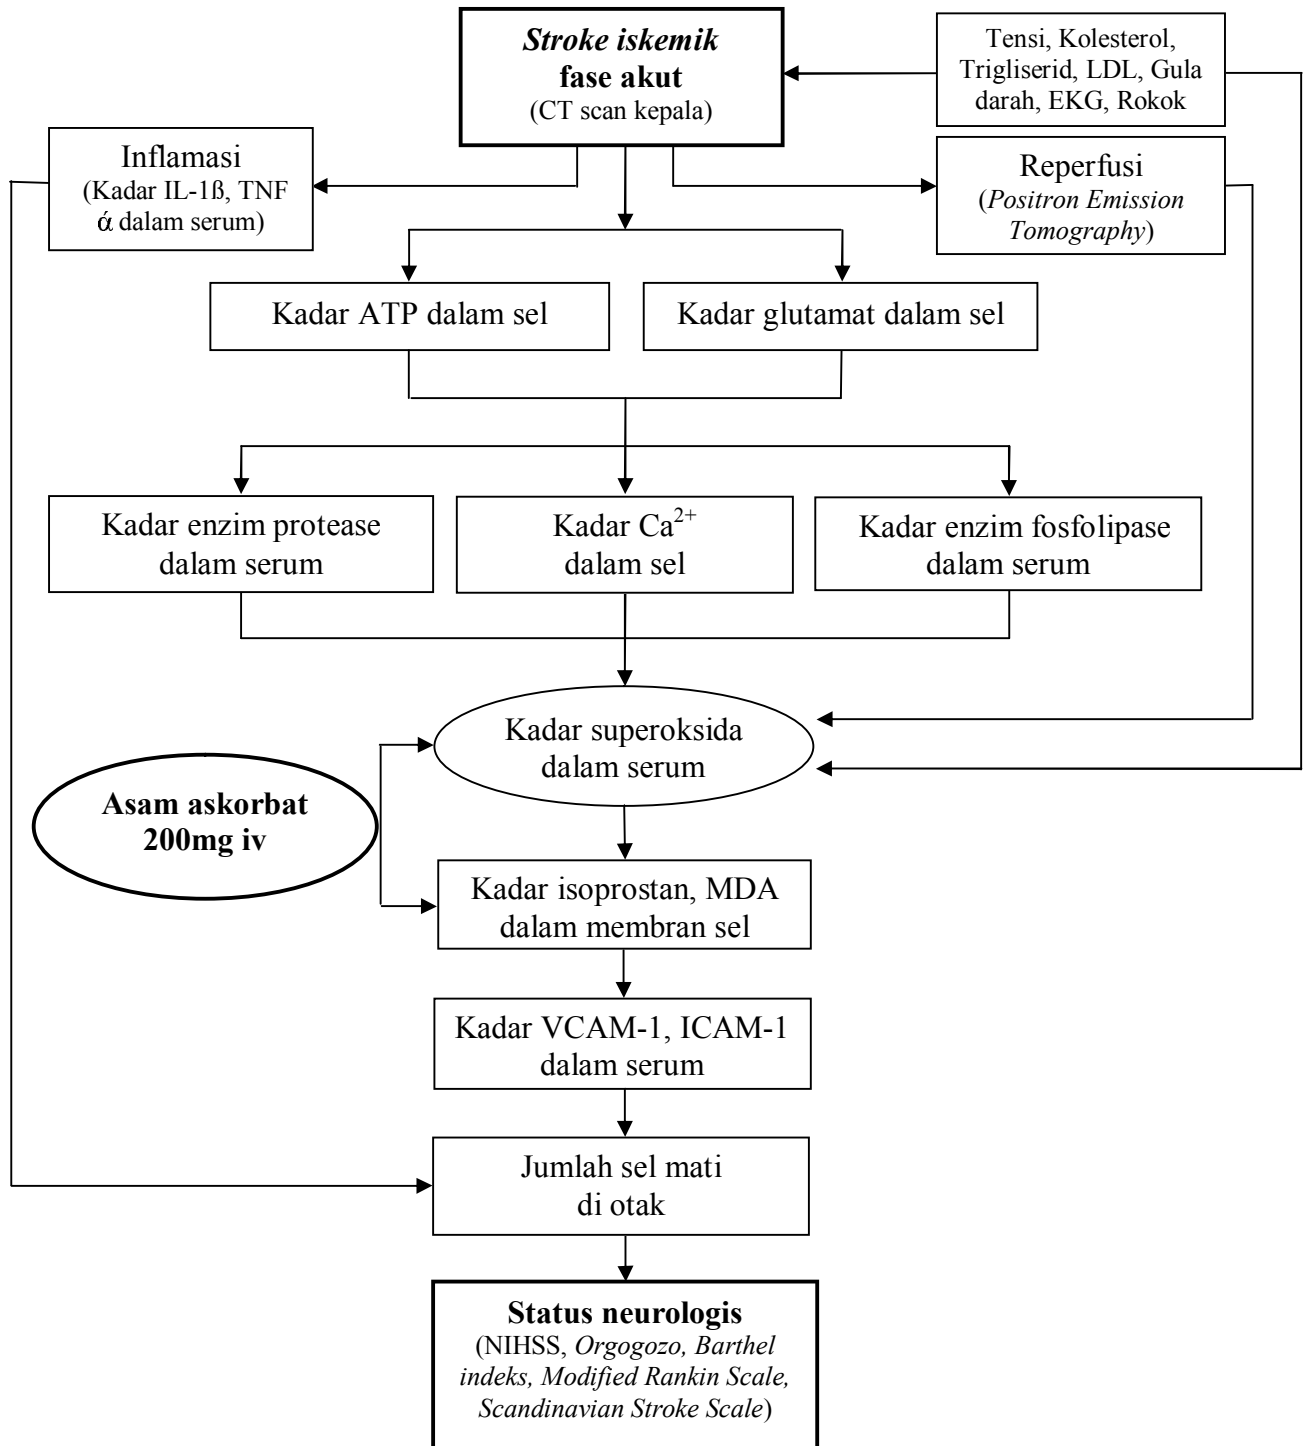 Stroke iskemik
fase akut
(CT scan kepala)
Tensi, Kolesterol,
Trigliserid, LDL, Gula
darah, EKG, Rokok
Inflamasi
(Kadar IL-1ß, TNF
ά dalam serum)
Reperfusi
(Positron Emission
Tomography)
Kadar ATP dalam sel
Kadar glutamat dalam sel
Kadar enzim protease
dalam serum
Kadar Ca²⁺
dalam sel
Kadar enzim fosfolipase
dalam serum
Kadar superoksida
dalam serum
Asam askorbat
200mg iv
Kadar isoprostan, MDA
dalam membran sel
Kadar VCAM-1, ICAM-1
dalam serum
Jumlah sel mati
di otak
Status neurologis
(NIHSS, Orgogozo, Barthel
indeks, Modified Rankin Scale,
Scandinavian Stroke Scale)